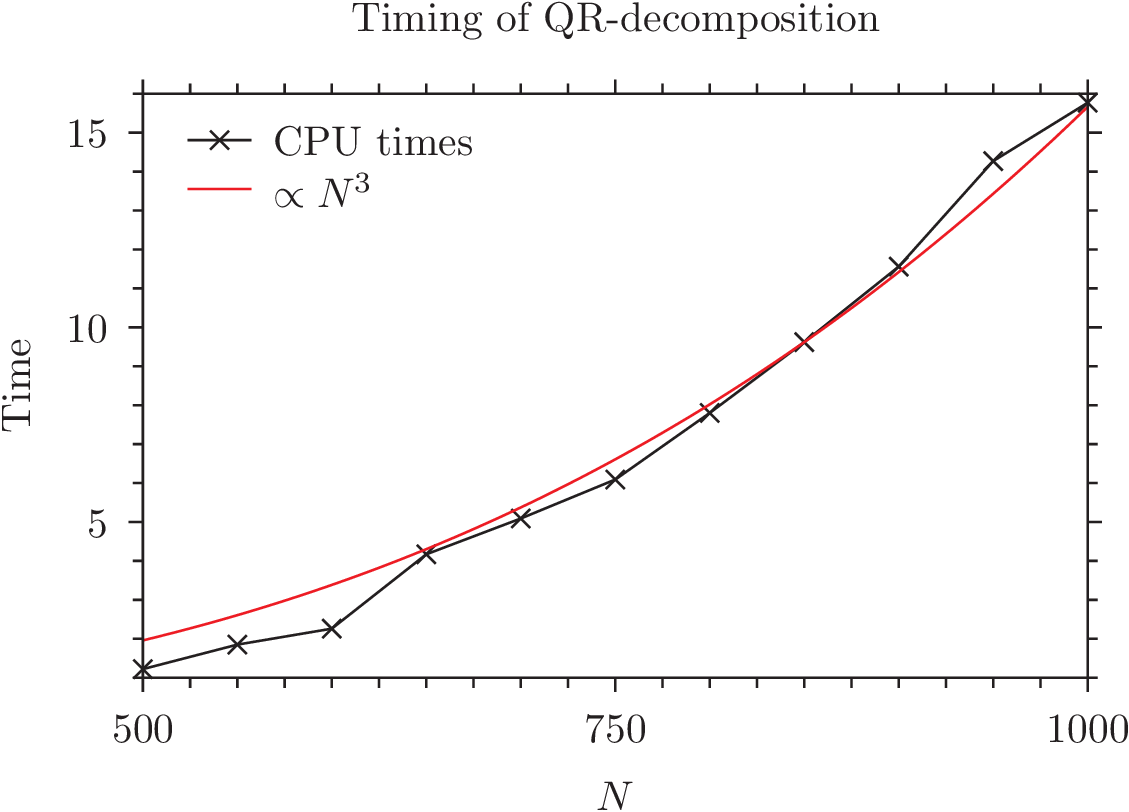 Timing of QR-decomposition
CPU times
∝ N³
15
10
5
Time
500 750 1000
N